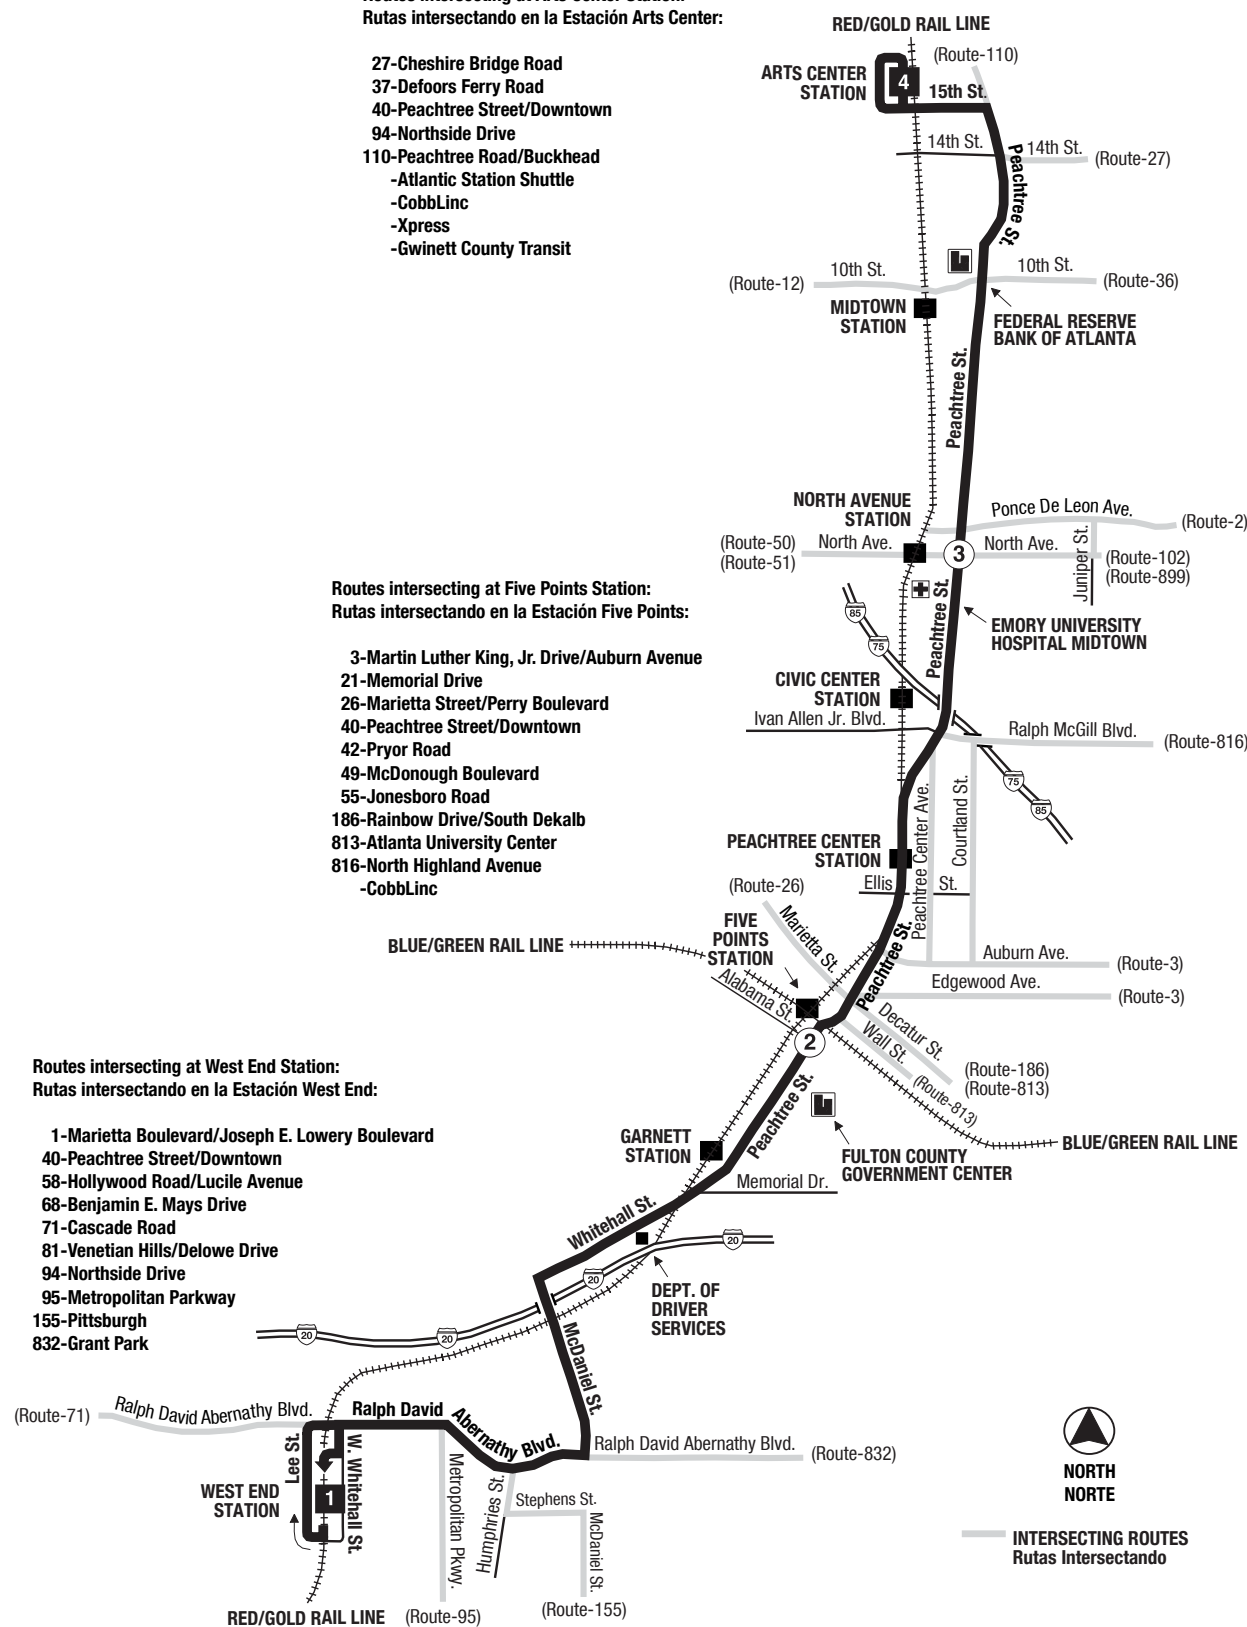 Rutas intersectando en la Estación Arts Center:
27-Cheshire Bridge Road
37-Defoors Ferry Road
40-Peachtree Street/Downtown
94-Northside Drive
110-Peachtree Road/Buckhead
-Atlantic Station Shuttle
-CobbLinc
-Xpress
-Gwinett County Transit
RED/GOLD RAIL LINE
(Route-110)
ARTS CENTER
STATION
4
15th St.
14th St.
14th St.
(Route-27)
Peachtree St.
10th St.
10th St.
(Route-12)
(Route-36)
MIDTOWN
STATION
FEDERAL RESERVE
BANK OF ATLANTA
Peachtree St.
NORTH AVENUE
STATION
Ponce De Leon Ave.
(Route-2)
(Route-50)
(Route-51)
North Ave.
3
North Ave.
Juniper St.
(Route-102)
(Route-899)
Peachtree St.
85
75
EMORY UNIVERSITY
HOSPITAL MIDTOWN
CIVIC CENTER
STATION
Ivan Allen Jr. Blvd.
Ralph McGill Blvd.
(Route-816)
75
85
Peachtree Center Ave.
Courtland St.
PEACHTREE CENTER
STATION
Ellis
St.
(Route-26)
Marietta St.
Routes intersecting at Five Points Station:
Rutas intersectando en la Estación Five Points:
3-Martin Luther King, Jr. Drive/Auburn Avenue
21-Memorial Drive
26-Marietta Street/Perry Boulevard
40-Peachtree Street/Downtown
42-Pryor Road
49-McDonough Boulevard
55-Jonesboro Road
186-Rainbow Drive/South Dekalb
813-Atlanta University Center
816-North Highland Avenue
-CobbLinc
BLUE/GREEN RAIL LINE
FIVE
POINTS
STATION
Peachtree St.
Auburn Ave.
(Route-3)
Edgewood Ave.
(Route-3)
Alabama St.
2
Decatur St.
Wall St.
(Route-186)
(Route-813)
(Route-813)
BLUE/GREEN RAIL LINE
Peachtree St.
FULTON COUNTY
GOVERNMENT CENTER
GARNETT
STATION
Memorial Dr.
Whitehall St.
20
20
20
20
DEPT. OF
DRIVER
SERVICES
Routes intersecting at West End Station:
Rutas intersectando en la Estación West End:
1-Marietta Boulevard/Joseph E. Lowery Boulevard
40-Peachtree Street/Downtown
58-Hollywood Road/Lucile Avenue
68-Benjamin E. Mays Drive
71-Cascade Road
81-Venetian Hills/Delowe Drive
94-Northside Drive
95-Metropolitan Parkway
155-Pittsburgh
832-Grant Park
McDaniel St.
(Route-71)
Ralph David Abernathy Blvd.
Ralph David
Abernathy Blvd.
Ralph David Abernathy Blvd.
(Route-832)
Lee St.
W. Whitehall St.
WEST END
STATION
1
Metropolitan Pkwy.
Humphries St.
Stephens St.
McDaniel St.
RED/GOLD RAIL LINE
(Route-95)
(Route-155)
NORTH
NORTE
INTERSECTING ROUTES
Rutas Intersectando